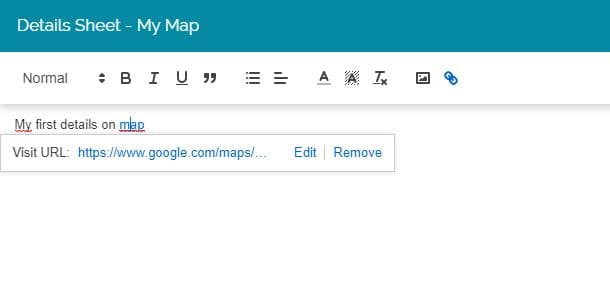 Details Sheet - My Map
Normal
My first details on map
Visit URL: https://www.google.com/maps/... Edit Remove